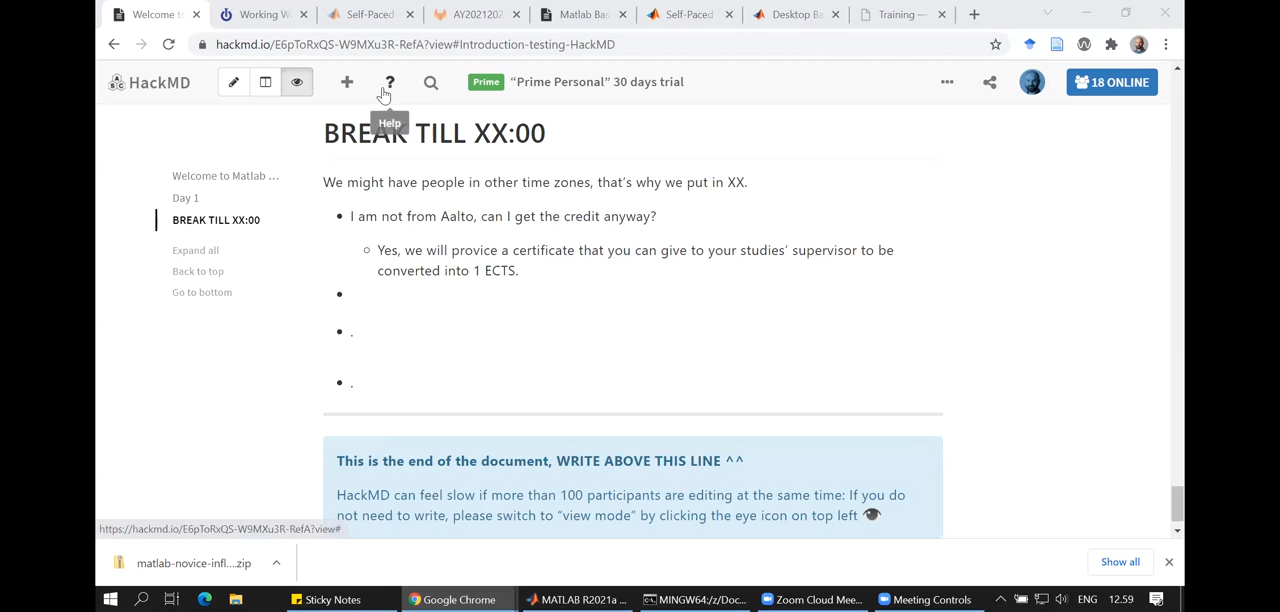 Welcome to
Working W
Self-Paced
AY202120
Matlab Bas
Self-Paced
Desktop Ba
Training —
hackmd.io/E6pToRxQS-W9MXu3R-RefA?view#Introduction-testing-HackMD
HackMD
Prime
“Prime Personal” 30 days trial
18 ONLINE
Help
BREAK TILL XX:00
Welcome to Matlab ...
Day 1
BREAK TILL XX:00
Expand all
Back to top
Go to bottom
We might have people in other time zones, that’s why we put in XX.
• I am not from Aalto, can I get the credit anyway?
◦ Yes, we will provice a certificate that you can give to your studies’ supervisor to be
converted into 1 ECTS.
•
• .
• .
This is the end of the document, WRITE ABOVE THIS LINE ^^
HackMD can feel slow if more than 100 participants are editing at the same time: If you do
not need to write, please switch to “view mode” by clicking the eye icon on top left
https://hackmd.io/E6pToRxQS-W9MXu3R-RefA?view#
matlab-novice-infl....zip
Show all
Sticky Notes
Google Chrome
MATLAB R2021a ...
MINGW64:/z/Doc...
Zoom Cloud Mee...
Meeting Controls
ENG
12.59